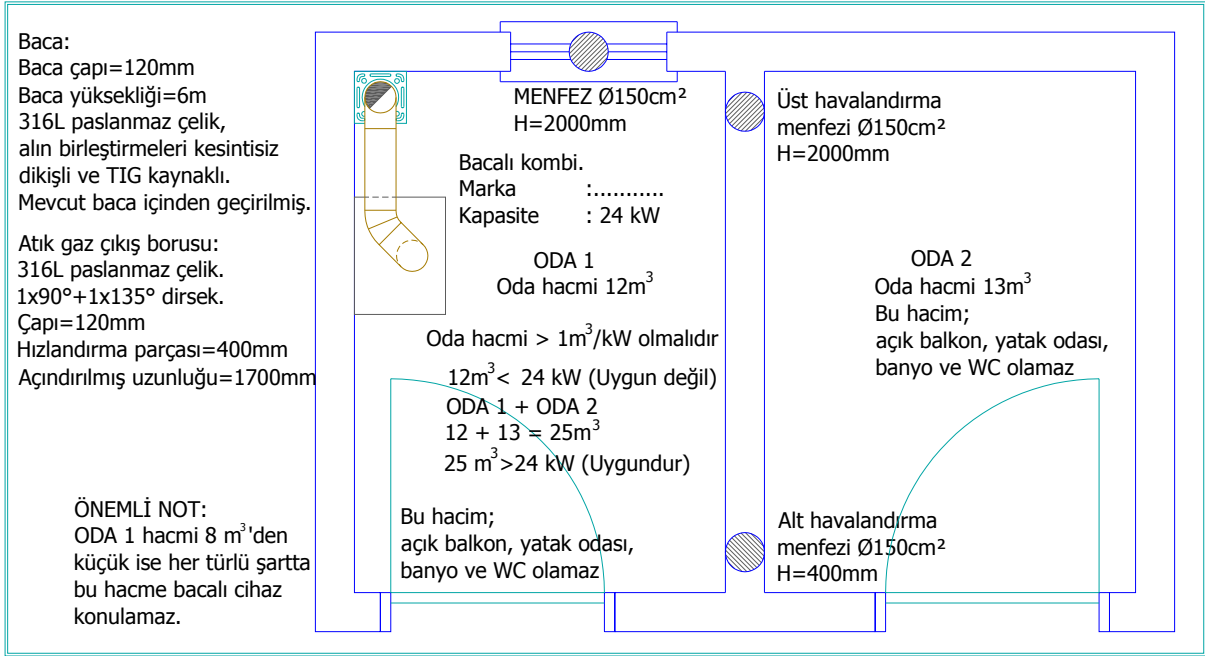 Baca:
Baca çapı=120mm
Baca yüksekliği=6m
316L paslanmaz çelik,
alın birleştirmeleri kesintisiz
dikişli ve TIG kaynaklı.
Mevcut baca içinden geçirilmiş.
Atık gaz çıkış borusu:
316L paslanmaz çelik.
1x90°+1x135° dirsek.
Çapı=120mm
Hızlandırma parçası=400mm
Açındırılmış uzunluğu=1700mm
ÖNEMLİ NOT:
ODA 1 hacmi 8 m³'den
küçük ise her türlü şartta
bu hacme bacalı cihaz
konulamaz.
MENFEZ Ø150cm²
H=2000mm
Bacalı kombi.
Marka :...........
Kapasite : 24 kW
ODA 1
Oda hacmi 12m³
Oda hacmi > 1m³/kW olmalıdır
12m³< 24 kW (Uygun değil)
ODA 1 + ODA 2
12 + 13 = 25m³
25 m³>24 kW (Uygundur)
Bu hacim;
açık balkon, yatak odası,
banyo ve WC olamaz
Üst havalandırma
menfezi Ø150cm²
H=2000mm
ODA 2
Oda hacmi 13m³
Bu hacim;
açık balkon, yatak odası,
banyo ve WC olamaz
Alt havalandırma
menfezi Ø150cm²
H=400mm